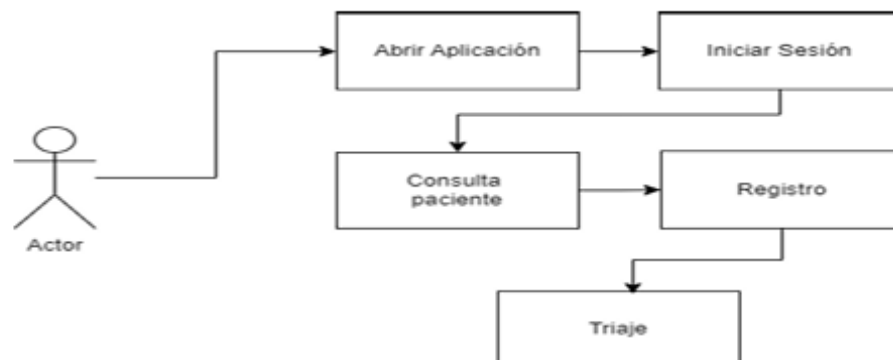 Abrir Aplicación
Iniciar Sesión
Actor
Consulta
paciente
Registro
Triaje